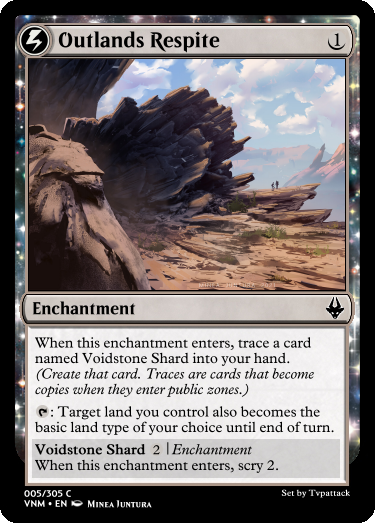 Outlands Respite 1
Enchantment
When this enchantment enters, trace a card
named Voidstone Shard into your hand.
(Create that card. Traces are cards that become
copies when they enter public zones.)
: Target land you control also becomes the
basic land type of your choice until end of turn.
Voidstone Shard 2 | Enchantment
When this enchantment enters, scry 2.
005/305 C
VNM • EN MINEA JUNTURA
Set by Tvpattack